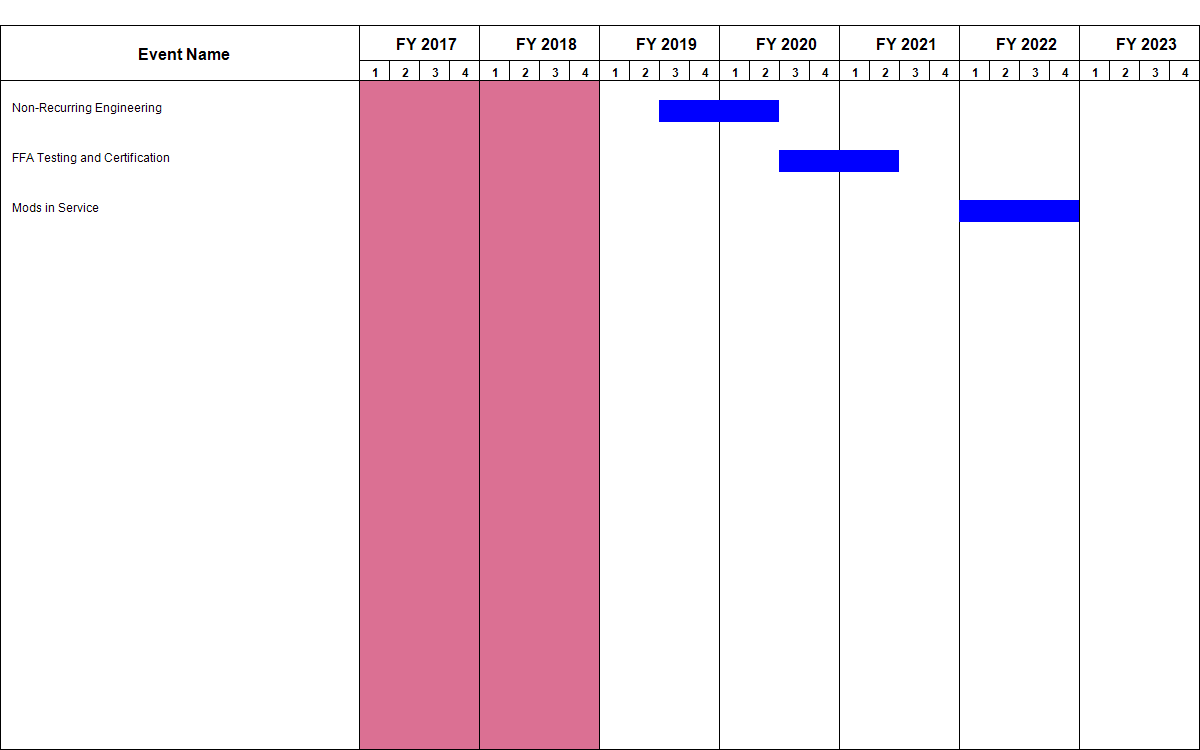 Event Name
FY 2017 FY 2018 FY 2019 FY 2020 FY 2021 FY 2022 FY 2023
1 2 3 4 1 2 3 4 1 2 3 4 1 2 3 4 1 2 3 4 1 2 3 4 1 2 3 4
Non-Recurring Engineering
FFA Testing and Certification
Mods in Service